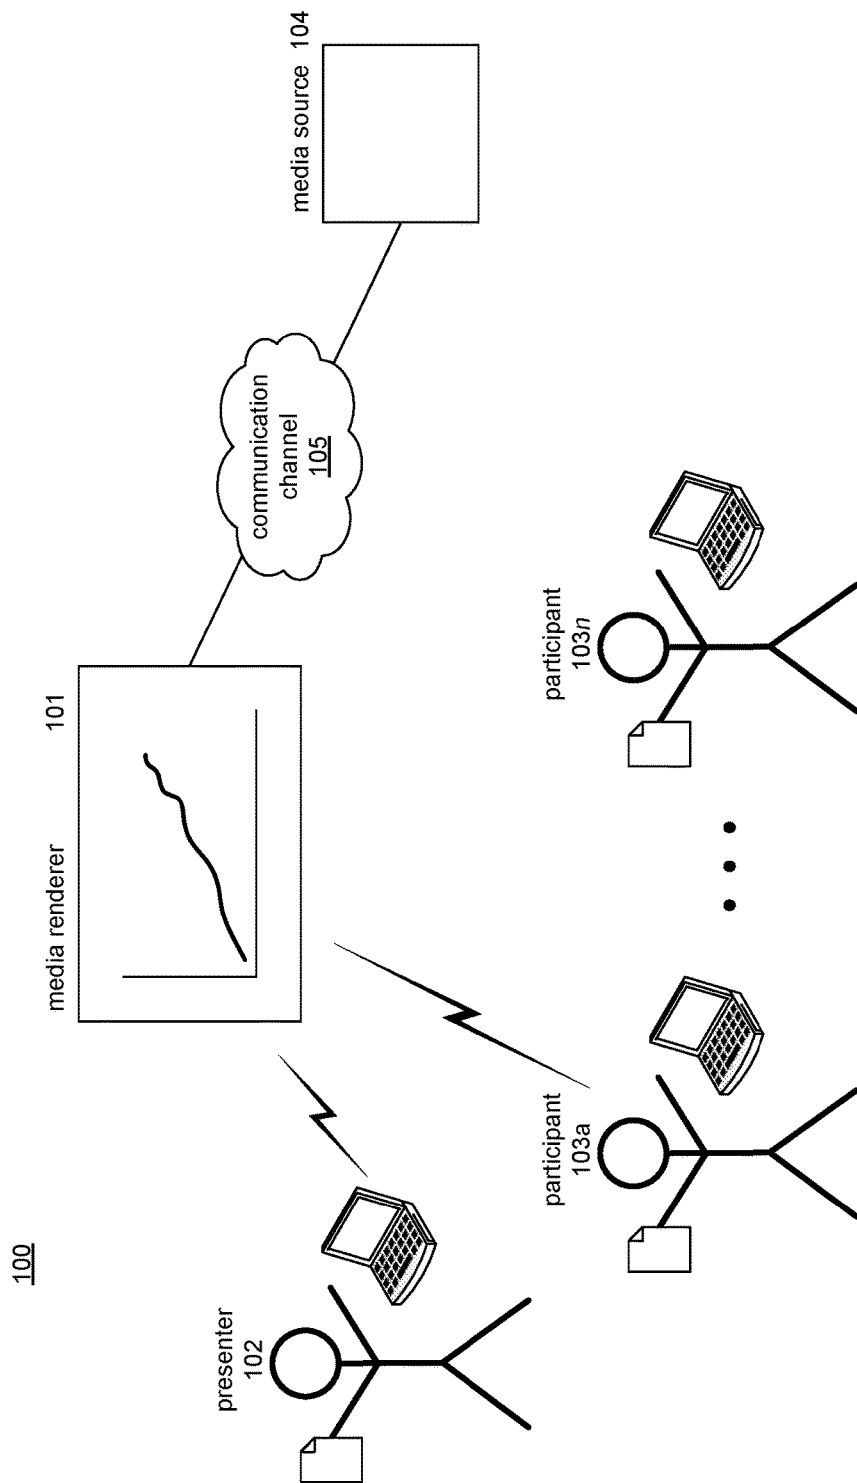 100
media renderer 101
media source 104
communication
channel
105
presenter
102
participant
103a
participant
103n